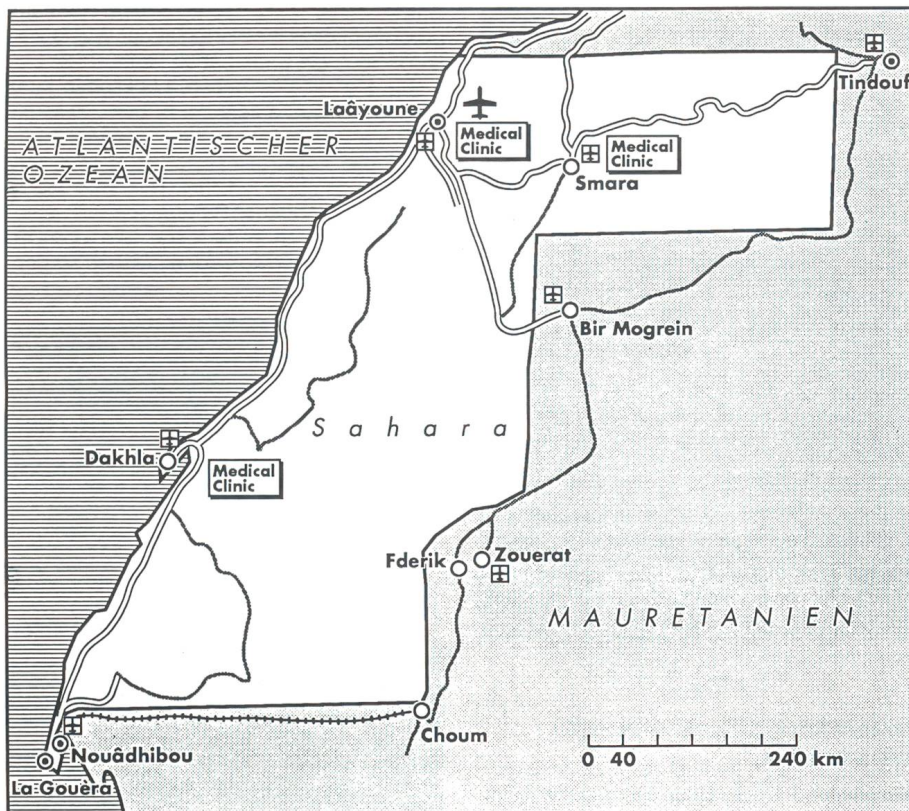 Tindouf
Laâyoune
Medical
Clinic
ATLANTISCHER
OZEAN
Medical
Clinic
Smara
Bir Mogrein
Sahara
Dakhla
Medical
Clinic
Fderik
Zouerat
MAURETANIEN
Choum
Nouâdhibou
La Gouèra
0 40 240 km